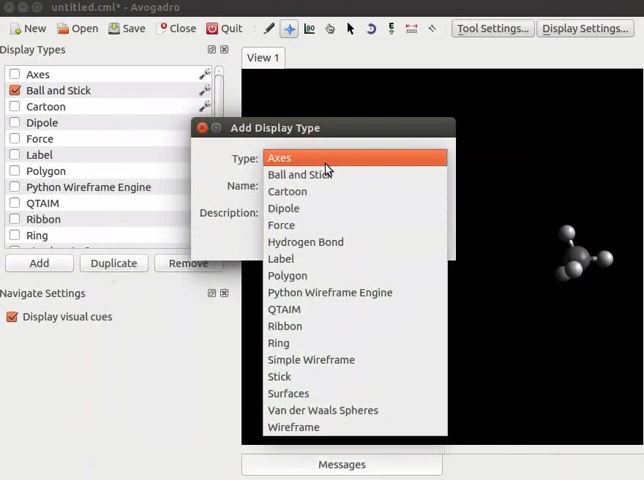 untitled.cml* - Avogadro
New Open Save Close Quit Tool Settings... Display Settings...
Display Types
View 1
Axes
Ball and Stick
Cartoon
Dipole
Force
Label
Polygon
Python Wireframe Engine
QTAIM
Ribbon
Ring
Add Duplicate Remove
Navigate Settings
Display visual cues
Add Display Type
Type:
Name:
Description:
Axes
Ball and Stick
Cartoon
Dipole
Force
Hydrogen Bond
Label
Polygon
Python Wireframe Engine
QTAIM
Ribbon
Ring
Simple Wireframe
Stick
Surfaces
Van der Waals Spheres
Wireframe
Messages